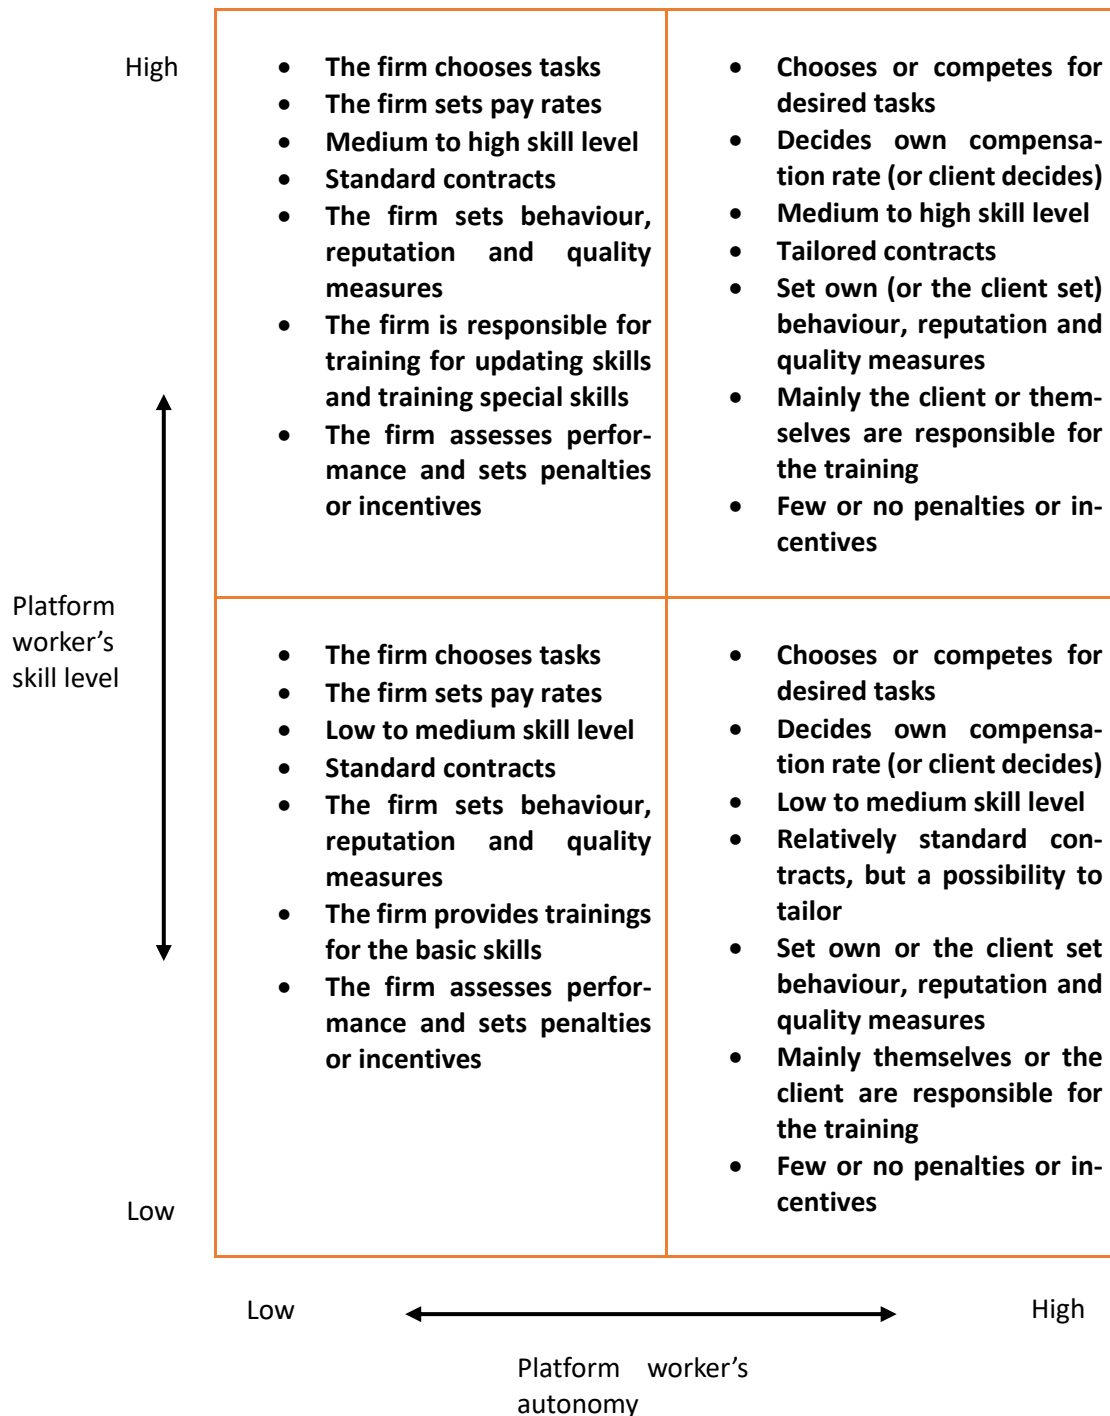 High
• The firm chooses tasks
• The firm sets pay rates
• Medium to high skill level
• Standard contracts
• The firm sets behaviour,
reputation and quality
measures
• The firm is responsible for
training for updating skills
and training special skills
• The firm assesses perfor-
mance and sets penalties
or incentives
• Chooses or competes for
desired tasks
• Decides own compensa-
tion rate (or client decides)
• Medium to high skill level
• Tailored contracts
• Set own (or the client set)
behaviour, reputation and
quality measures
• Mainly the client or them-
selves are responsible for
the training
• Few or no penalties or in-
centives
Platform
worker’s
skill level
• The firm chooses tasks
• The firm sets pay rates
• Low to medium skill level
• Standard contracts
• The firm sets behaviour,
reputation and quality
measures
• The firm provides trainings
for the basic skills
• The firm assesses perfor-
mance and sets penalties
or incentives
• Chooses or competes for
desired tasks
• Decides own compensa-
tion rate (or client decides)
• Low to medium skill level
• Relatively standard con-
tracts, but a possibility to
tailor
• Set own or the client set
behaviour, reputation and
quality measures
• Mainly themselves or the
client are responsible for
the training
• Few or no penalties or in-
centives
Low
Low
High
Platform worker’s
autonomy